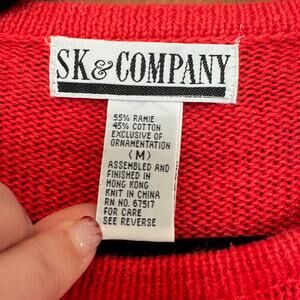 SK & COMPANY
55% RAMIE
45% COTTON
EXCLUSIVE OF
ORNAMENTATION
(M)
ASSEMBLED AND
FINISHED IN
HONG KONG
KNIT IN CHINA
RN NO. 67517
FOR CARE
SEE REVERSE